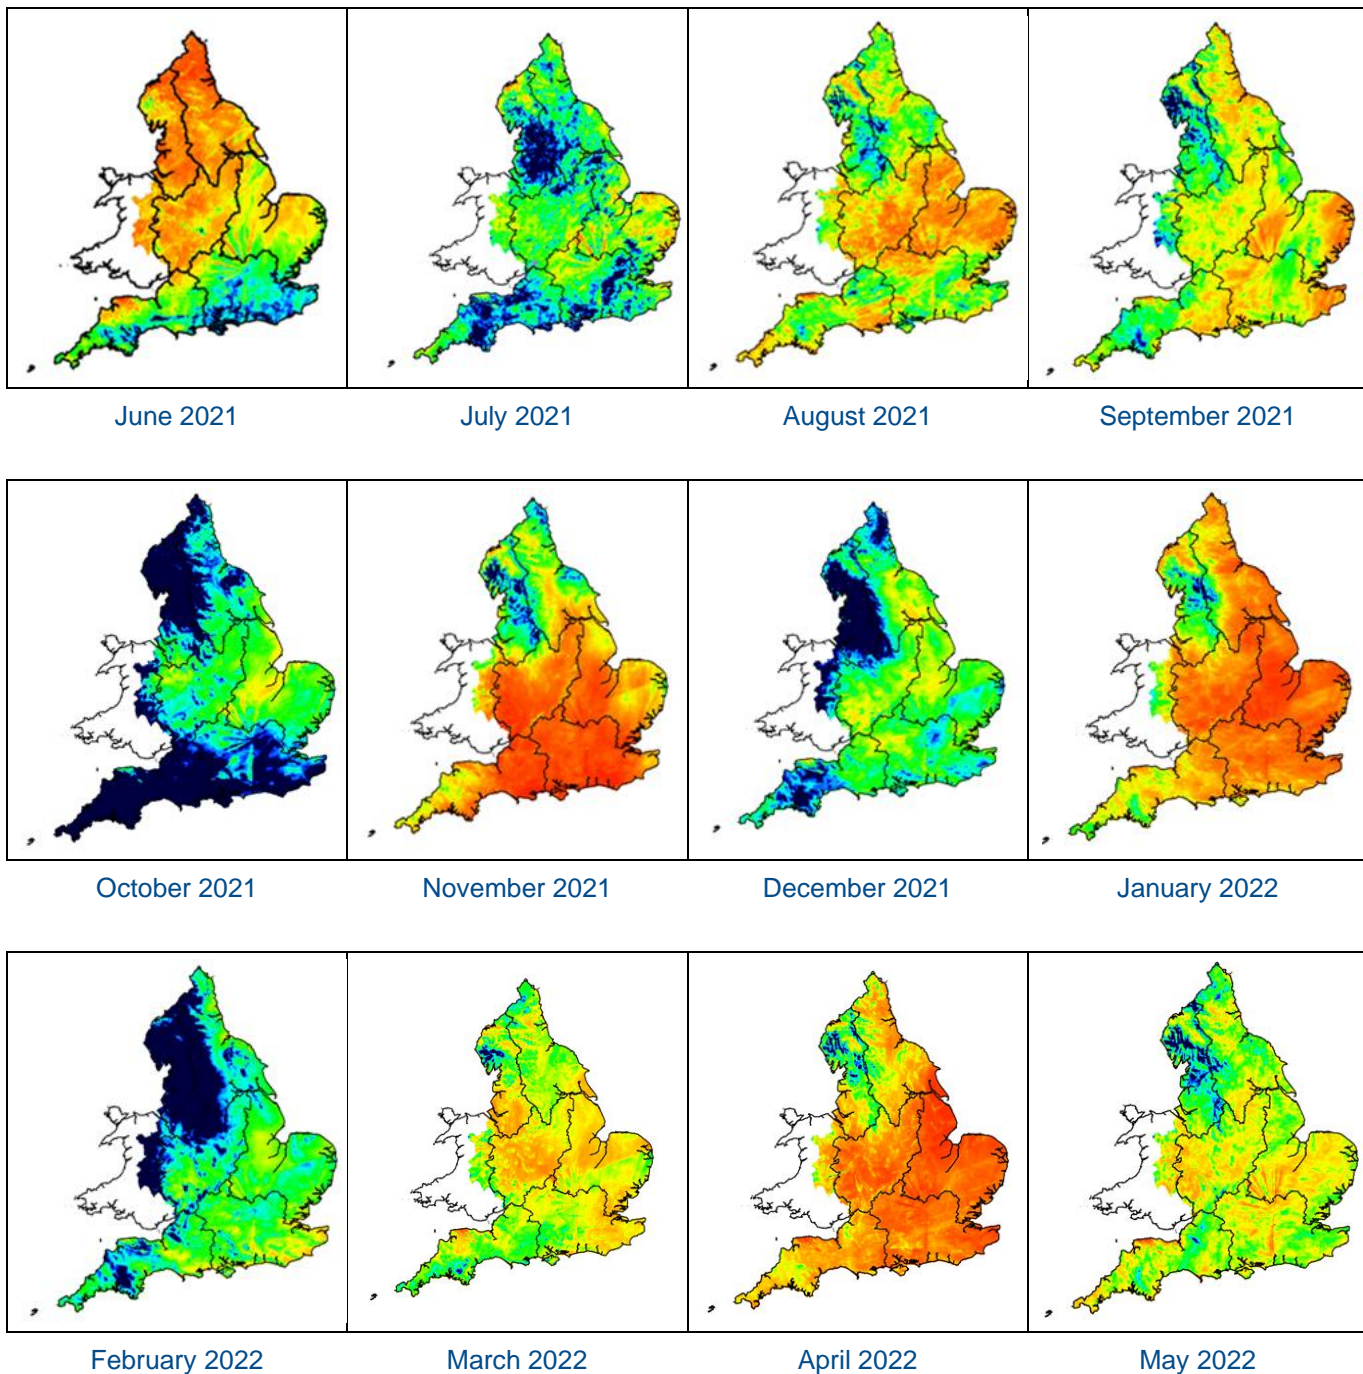 June 2021
July 2021
August 2021
September 2021
October 2021
November 2021
December 2021
January 2022
February 2022
March 2022
April 2022
May 2022